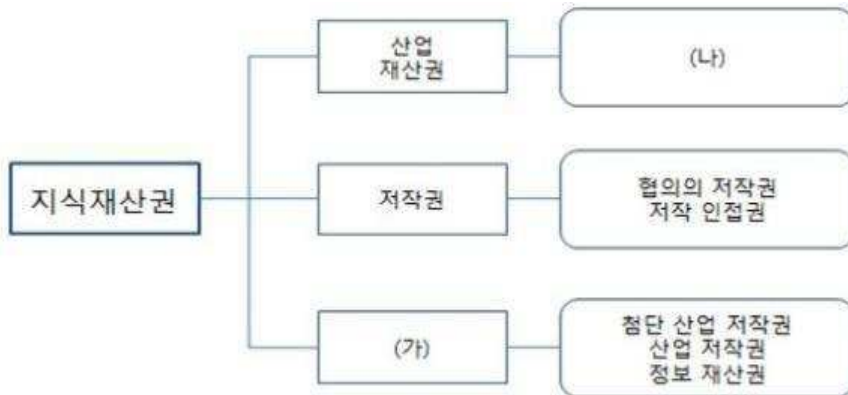 산업
재산권
(나)
지식재산권
저작권
협의의 저작권
저작 인접권
(가)
첨단 산업 저작권
산업 저작권
정보 재산권